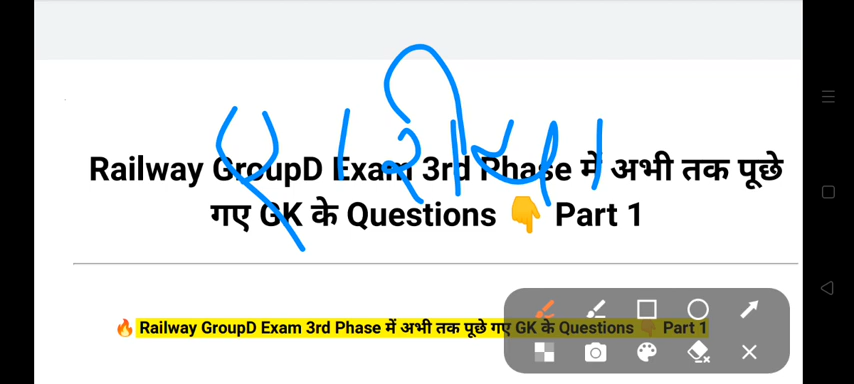 Railway GroupD Exam 3rd Phase में अभी तक पूछे
गए GK के Questions 👇 Part 1
🔥 Railway GroupD Exam 3rd Phase में अभी तक पूछे गए GK के Questions 👇 Part 1